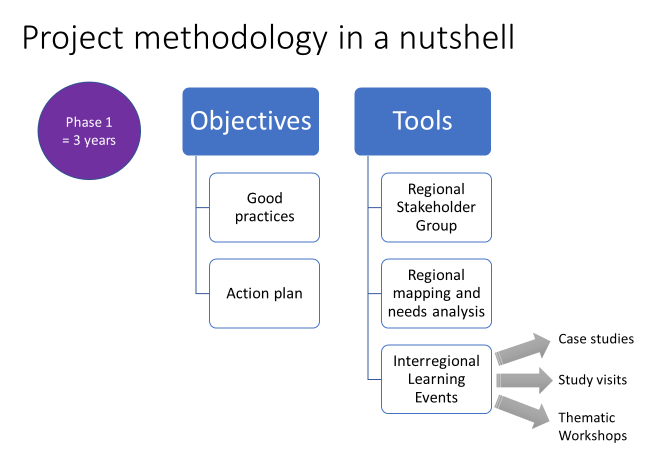 Project methodology in a nutshell
Phase 1
= 3 years
Objectives
Good
practices
Action plan
Tools
Regional
Stakeholder
Group
Regional
mapping and
needs analysis
Interregional
Learning
Events
Case studies
Study visits
Thematic
Workshops